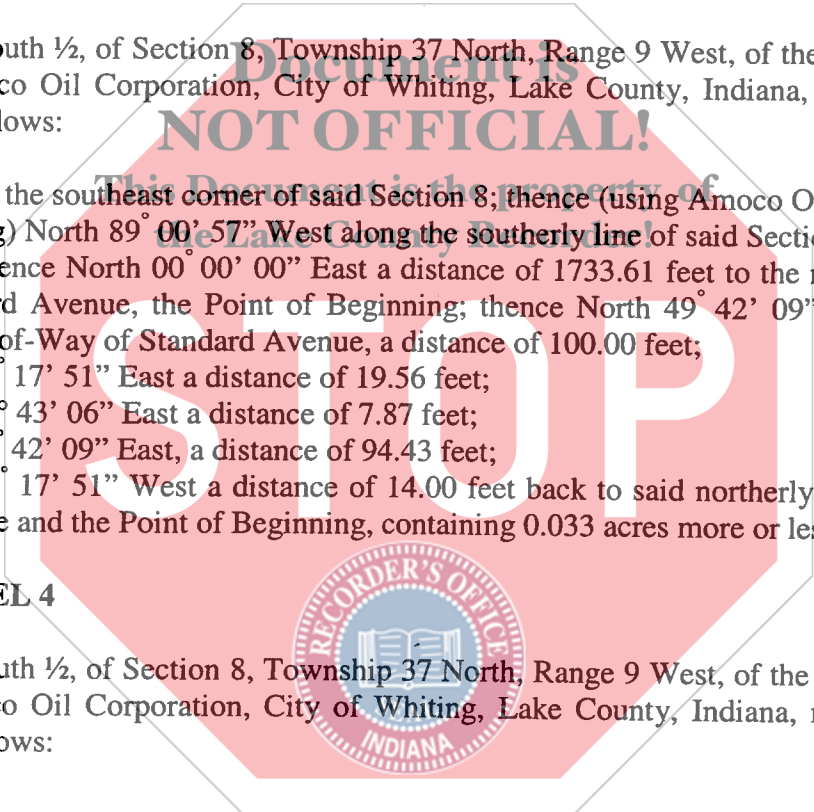 outh ½, of Section 8, Township 37 North, Range 9 West, of the
Document is
co Oil Corporation, City of Whiting, Lake County, Indiana,
lows:
NOT OFFICIAL!
the southeast corner of said Section 8; thence (using Amoco O
This Document is the property of
g) North 89° 00' 57” West along the southerly line of said Secti
the Lake County Recorder!
ence North 00° 00' 00” East a distance of 1733.61 feet to the
rd Avenue, the Point of Beginning; thence North 49° 42' 09”
of-Way of Standard Avenue, a distance of 100.00 feet;
° 17' 51” East a distance of 19.56 feet;
° 43' 06” East a distance of 7.87 feet;
° 42' 09” East, a distance of 94.43 feet;
° 17' 51” West a distance of 14.00 feet back to said northerly
e and the Point of Beginning, containing 0.033 acres more or les
STOP
EL 4
RECORDER'S OFFICE
uth ½, of Section 8, Township 37 North, Range 9 West, of the
o Oil Corporation, City of Whiting, Lake County, Indiana,
ows:
INDIANA